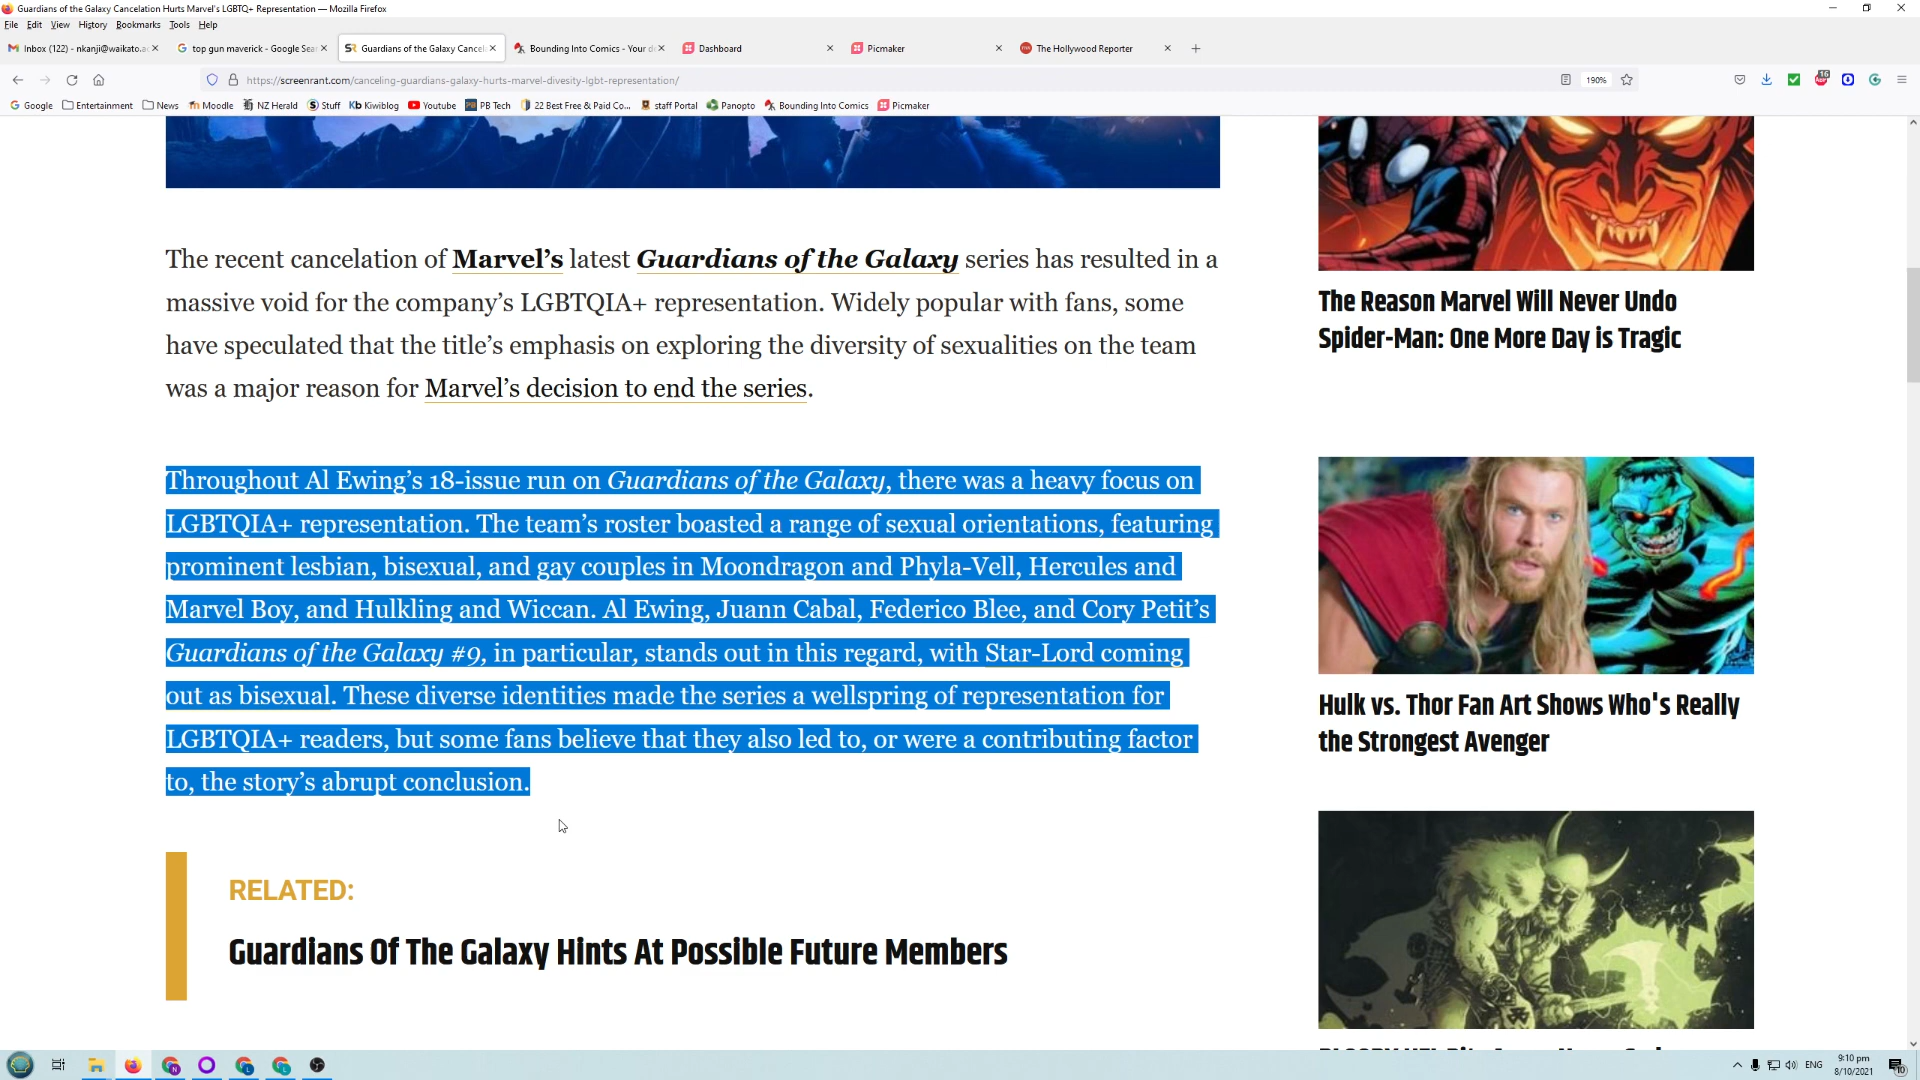 Guardians of the Galaxy Cancelation Hurts Marvel's LGBTQ+ Representation — Mozilla Firefox
File Edit View History Bookmarks Tools Help
Inbox (122) - nkanji@waikato.ac
top gun maverick - Google Sear
Guardians of the Galaxy Cancel
Bounding Into Comics - Your d
Dashboard
Picmaker
The Hollywood Reporter
https://screenrant.com/canceling-guardians-galaxy-hurts-marvel-divesity-lgbt-representation/
190%
16
Google Entertainment News Moodle NZ Herald Stuff Kiwiblog Youtube PB Tech 22 Best Free & Paid Co... staff Portal Panopto Bounding Into Comics Picmaker
The recent cancelation of Marvel's latest Guardians of the Galaxy series has resulted in a
massive void for the company's LGBTQIA+ representation. Widely popular with fans, some
have speculated that the title's emphasis on exploring the diversity of sexualities on the team
was a major reason for Marvel's decision to end the series.
Throughout Al Ewing's 18-issue run on Guardians of the Galaxy, there was a heavy focus on
LGBTQIA+ representation. The team's roster boasted a range of sexual orientations, featuring
prominent lesbian, bisexual, and gay couples in Moondragon and Phyla-Vell, Hercules and
Marvel Boy, and Hulkling and Wiccan. Al Ewing, Juann Cabal, Federico Blee, and Cory Petit's
Guardians of the Galaxy #9, in particular, stands out in this regard, with Star-Lord coming
out as bisexual. These diverse identities made the series a wellspring of representation for
LGBTQIA+ readers, but some fans believe that they also led to, or were a contributing factor
to, the story's abrupt conclusion.
RELATED:
Guardians Of The Galaxy Hints At Possible Future Members
The Reason Marvel Will Never Undo
Spider-Man: One More Day is Tragic
Hulk vs. Thor Fan Art Shows Who's Really
the Strongest Avenger
ENG
9:10 pm
8/10/2021